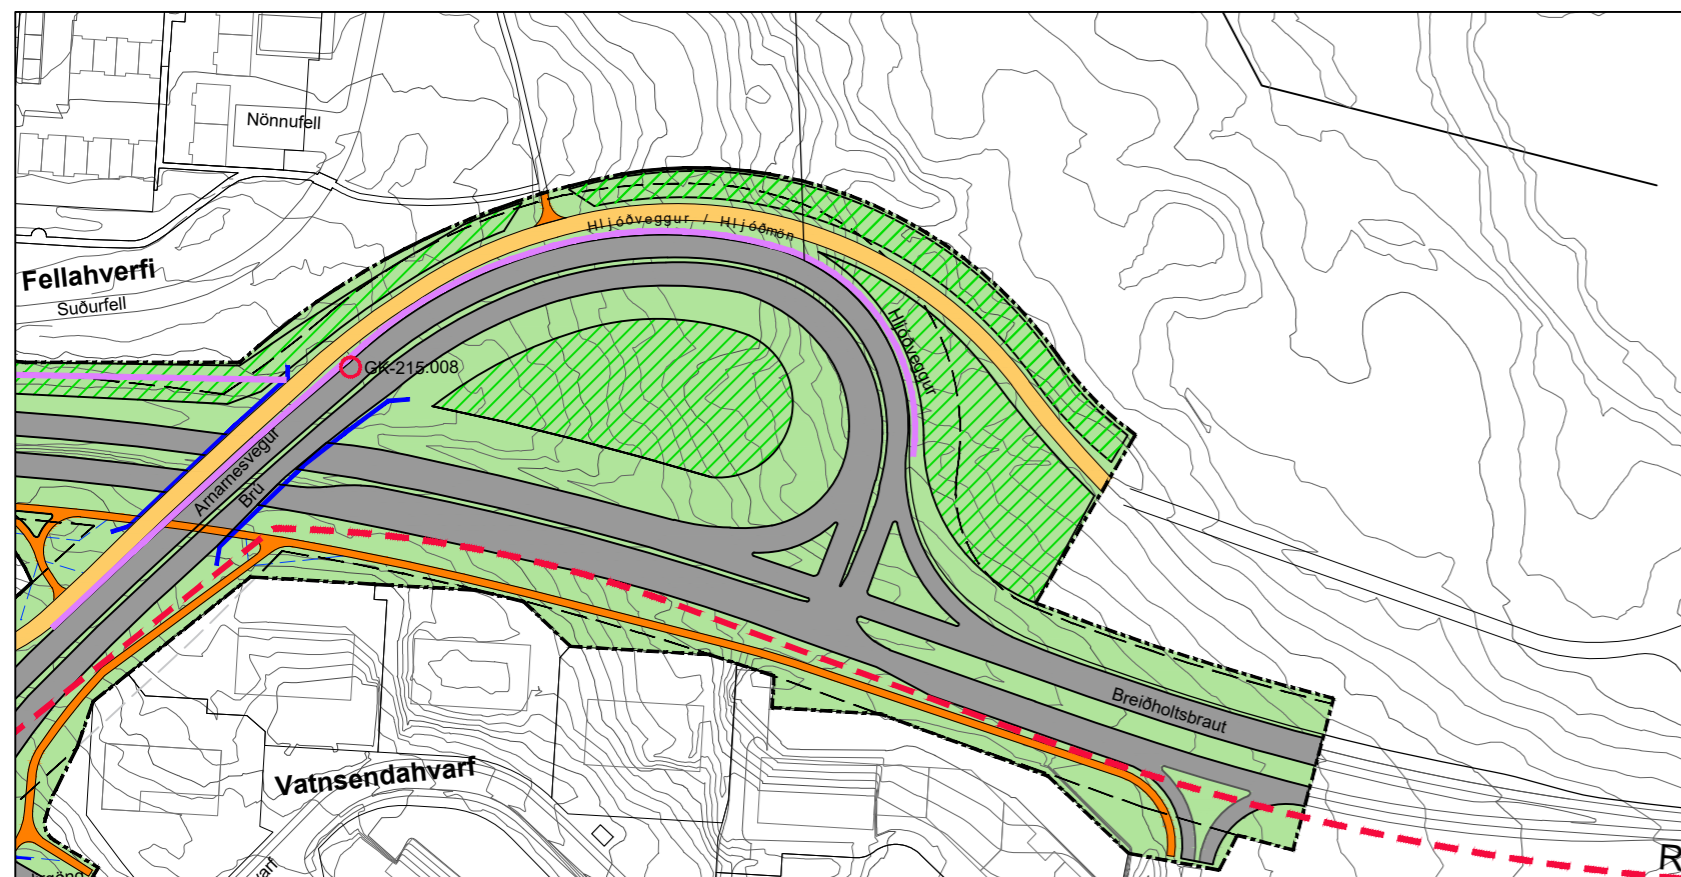 Nönnufell
Hljóðveggur / Hljóðmön
Fellahverfi
Suðurfell
Hljóðveggur
GK-215.008
Arnarnesvegur
Brú
Breiðholtsbraut
Vatnsendahvarf
R